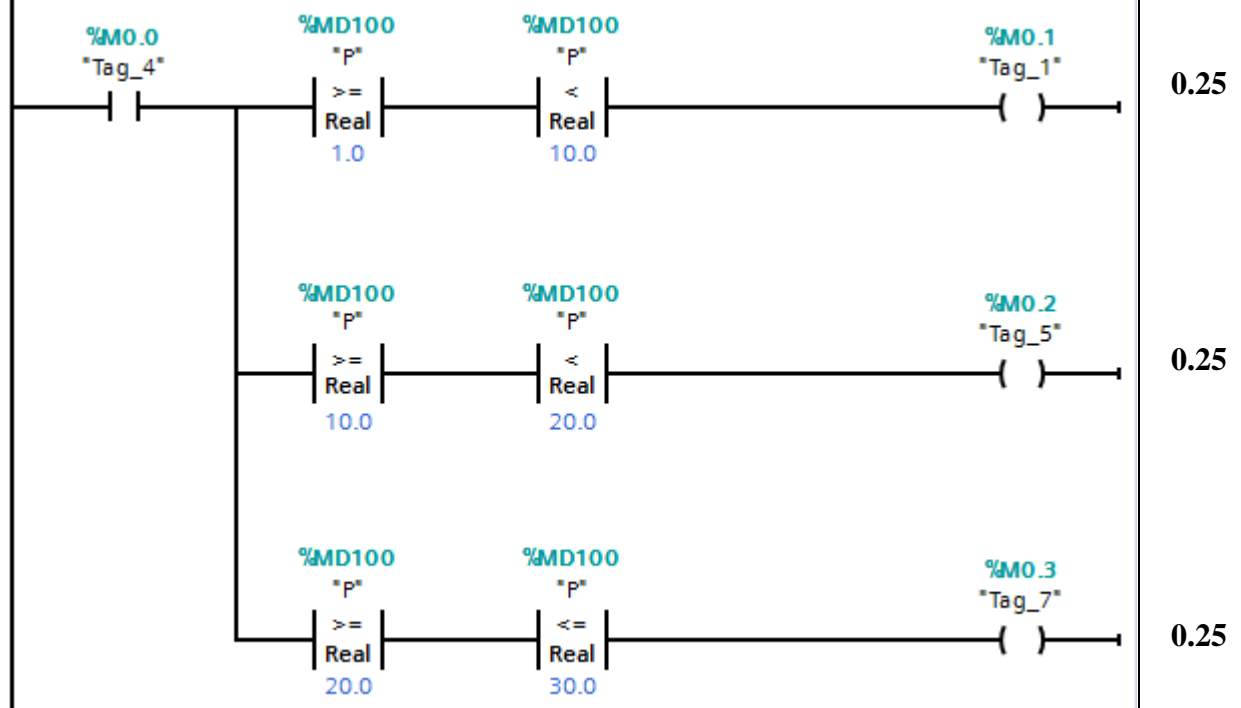 %M0.0
"Tag_4"
%MD100
"P"
>=
Real
1.0
%MD100
"P"
<
Real
10.0
%M0.1
"Tag_1"
( )
0.25
%MD100
"P"
>=
Real
10.0
%MD100
"P"
<
Real
20.0
%M0.2
"Tag_5"
( )
0.25
%MD100
"P"
>=
Real
20.0
%MD100
"P"
<=
Real
30.0
%M0.3
"Tag_7"
( )
0.25